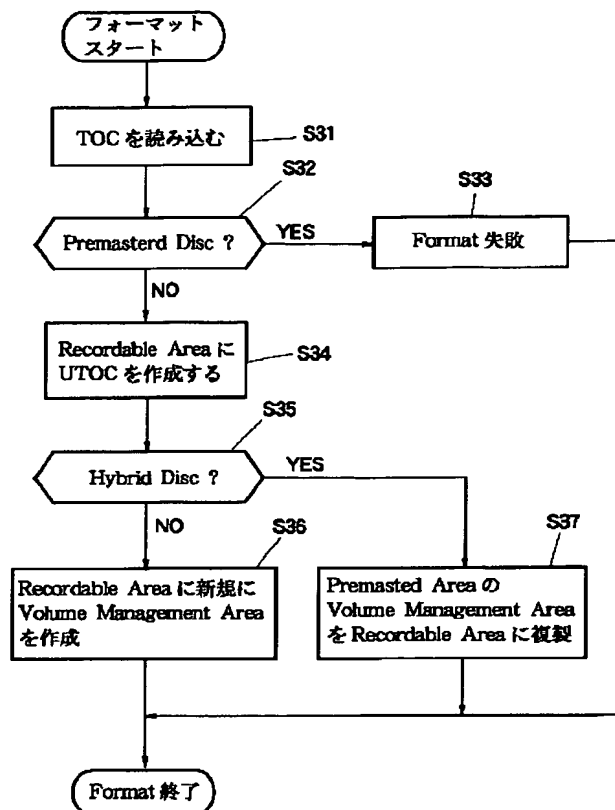 フォーマット
スタート
TOC を読み込む
S31
S32
Premasterd Disc ?
YES
S33
Format 失敗
NO
Recordable Area に
UTOC を作成する
S34
S35
Hybrid Disc ?
YES
NO
S36
Recordable Area に新規に
Volume Management Area
を作成
S37
Premasted Area の
Volume Management Area
を Recordable Area に複製
Format 終了